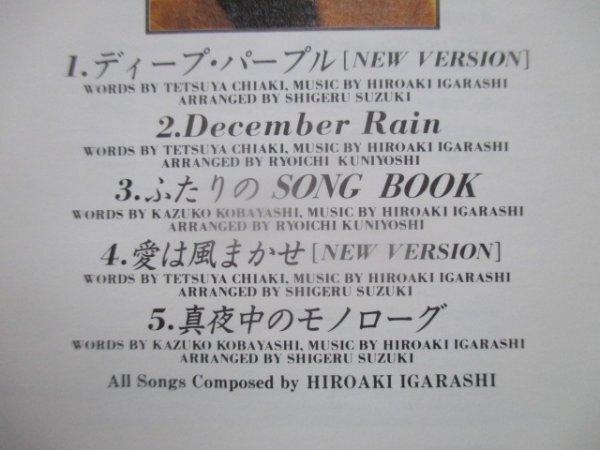 1.ディープ・パープル[NEW VERSION]
WORDS BY TETSUYA CHIAKI, MUSIC BY HIROAKI IGARASHI
ARRANGED BY SHIGERU SUZUKI
2.December Rain
WORDS BY TETSUYA CHIAKI, MUSIC BY HIROAKI IGARASHI
ARRANGED BY RYOICHI KUNIYOSHI
3.ふたりの SONG BOOK
WORDS BY KAZUKO KOBAYASHI, MUSIC BY HIROAKI IGARASHI
ARRANGED BY RYOICHI KUNIYOSHI
4.愛は風まかせ[NEW VERSION]
WORDS BY TETSUYA CHIAKI, MUSIC BY HIROAKI IGARASHI
ARRANGED BY SHIGERU SUZUKI
5.真夜中のモノローグ
WORDS BY KAZUKO KOBAYASHI, MUSIC BY HIROAKI IGARASHI
ARRANGED BY SHIGERU SUZUKI
All Songs Composed by HIROAKI IGARASHI